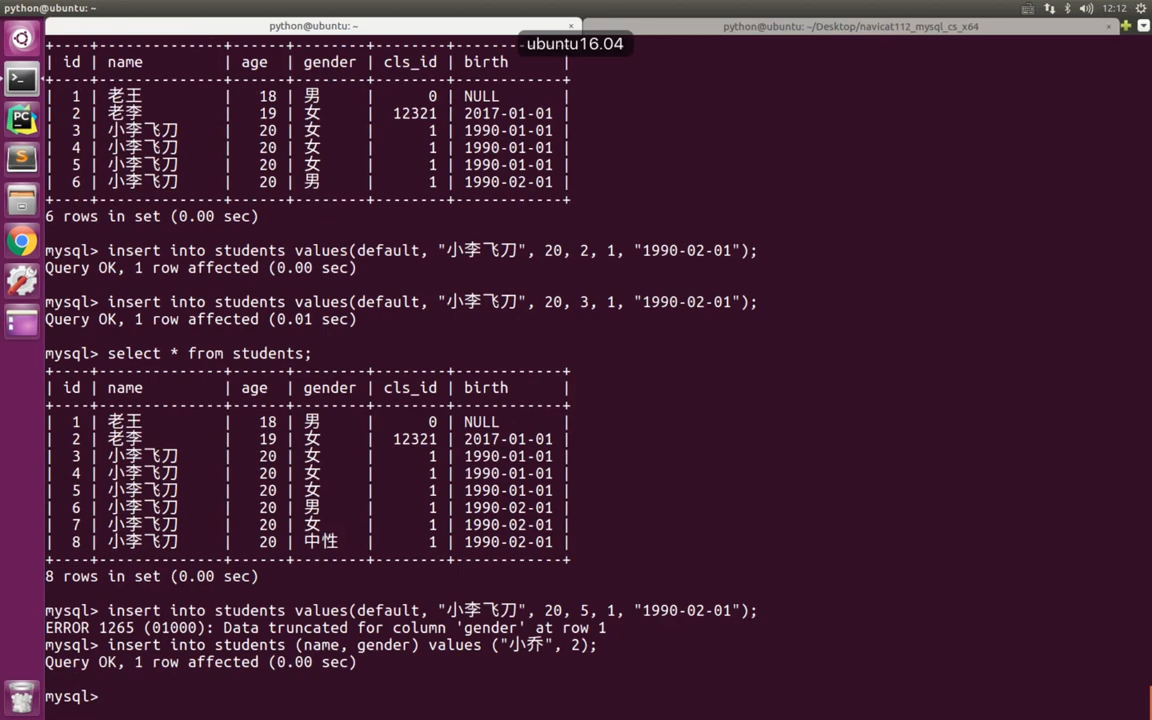 python@ubuntu: ~
12:12
python@ubuntu: ~ ×
python@ubuntu: ~/Desktop/navicat112_mysql_cs_x64 ×
ubuntu16.04
+----+--------------+------+--------+--------+------------+
| id | name | age | gender | cls_id | birth |
+----+--------------+------+--------+--------+------------+
| 1 | 老王 | 18 | 男 | 0 | NULL |
| 2 | 老李 | 19 | 女 | 12321 | 2017-01-01 |
| 3 | 小李飞刀 | 20 | 女 | 1 | 1990-01-01 |
| 4 | 小李飞刀 | 20 | 女 | 1 | 1990-01-01 |
| 5 | 小李飞刀 | 20 | 女 | 1 | 1990-01-01 |
| 6 | 小李飞刀 | 20 | 男 | 1 | 1990-02-01 |
+----+--------------+------+--------+--------+------------+
6 rows in set (0.00 sec)
mysql> insert into students values(default, "小李飞刀", 20, 2, 1, "1990-02-01");
Query OK, 1 row affected (0.00 sec)
mysql> insert into students values(default, "小李飞刀", 20, 3, 1, "1990-02-01");
Query OK, 1 row affected (0.01 sec)
mysql> select * from students;
+----+--------------+------+--------+--------+------------+
| id | name | age | gender | cls_id | birth |
+----+--------------+------+--------+--------+------------+
| 1 | 老王 | 18 | 男 | 0 | NULL |
| 2 | 老李 | 19 | 女 | 12321 | 2017-01-01 |
| 3 | 小李飞刀 | 20 | 女 | 1 | 1990-01-01 |
| 4 | 小李飞刀 | 20 | 女 | 1 | 1990-01-01 |
| 5 | 小李飞刀 | 20 | 女 | 1 | 1990-01-01 |
| 6 | 小李飞刀 | 20 | 男 | 1 | 1990-02-01 |
| 7 | 小李飞刀 | 20 | 女 | 1 | 1990-02-01 |
| 8 | 小李飞刀 | 20 | 中性 | 1 | 1990-02-01 |
+----+--------------+------+--------+--------+------------+
8 rows in set (0.00 sec)
mysql> insert into students values(default, "小李飞刀", 20, 5, 1, "1990-02-01");
ERROR 1265 (01000): Data truncated for column 'gender' at row 1
mysql> insert into students (name, gender) values ("小乔", 2);
Query OK, 1 row affected (0.00 sec)
mysql>
PC
S